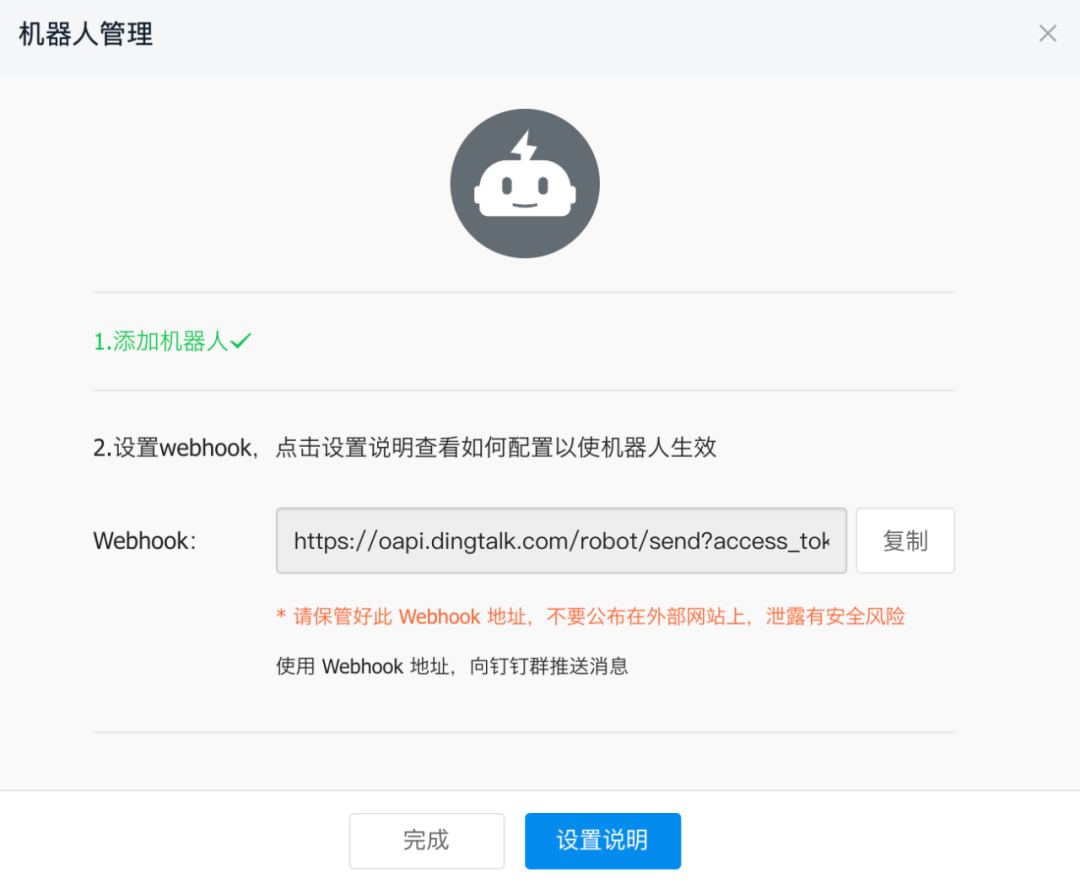 机器人管理
1.添加机器人
2.设置webhook，点击设置说明查看如何配置以使机器人生效
Webhook: https://oapi.dingtalk.com/robot/send?access_tok 复制
* 请保管好此 Webhook 地址，不要公布在外部网站上，泄露有安全风险
使用 Webhook 地址，向钉钉群推送消息
完成 设置说明